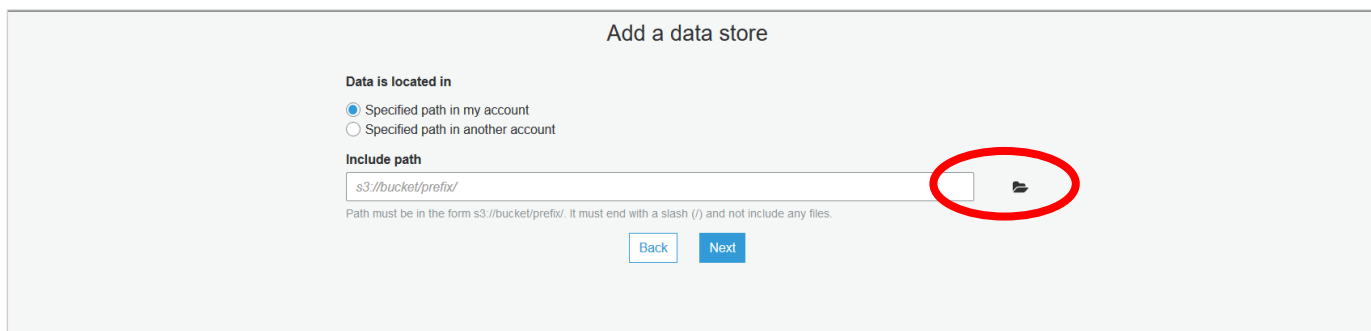 Add a data store
Data is located in
Specified path in my account
Specified path in another account
Include path
s3://bucket/prefix/
Path must be in the form s3://bucket/prefix/. It must end with a slash (/) and not include any files.
Back Next